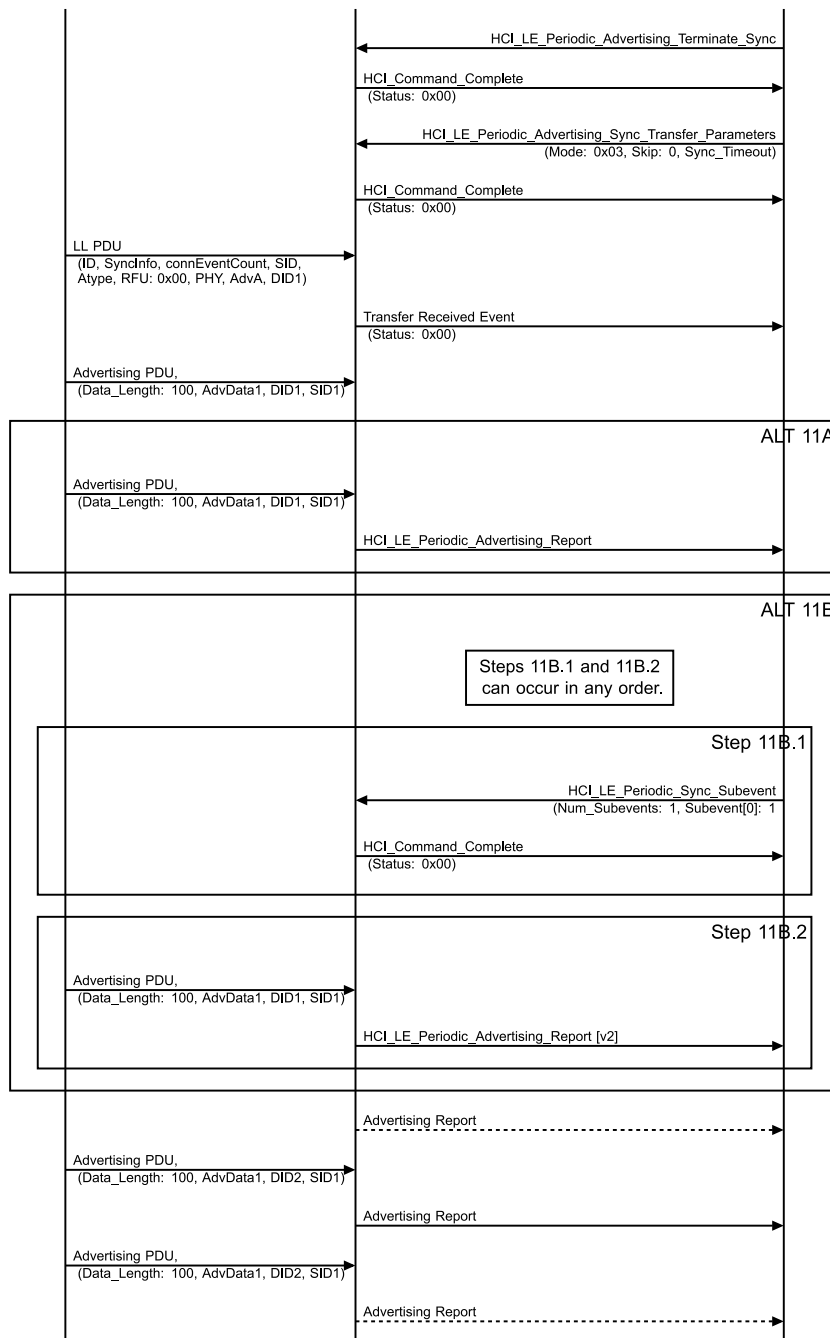 HCI_LE_Periodic_Advertising_Terminate_Sync
HCI_Command_Complete
(Status: 0x00)
HCI_LE_Periodic_Advertising_Sync_Transfer_Parameters
(Mode: 0x03, Skip: 0, Sync_Timeout)
HCI_Command_Complete
(Status: 0x00)
LL PDU
(ID, SyncInfo, connEventCount, SID,
Atype, RFU: 0x00, PHY, AdvA, DID1)
Transfer Received Event
(Status: 0x00)
Advertising PDU,
(Data_Length: 100, AdvData1, DID1, SID1)
ALT 11A
Advertising PDU,
(Data_Length: 100, AdvData1, DID1, SID1)
HCI_LE_Periodic_Advertising_Report
ALT 11B
Steps 11B.1 and 11B.2
can occur in any order.
Step 11B.1
HCI_LE_Periodic_Sync_Subevent
(Num_Subevents: 1, Subevent[0]: 1
HCI_Command_Complete
(Status: 0x00)
Step 11B.2
Advertising PDU,
(Data_Length: 100, AdvData1, DID1, SID1)
HCI_LE_Periodic_Advertising_Report [v2]
Advertising Report
Advertising PDU,
(Data_Length: 100, AdvData1, DID2, SID1)
Advertising Report
Advertising PDU,
(Data_Length: 100, AdvData1, DID2, SID1)
Advertising Report